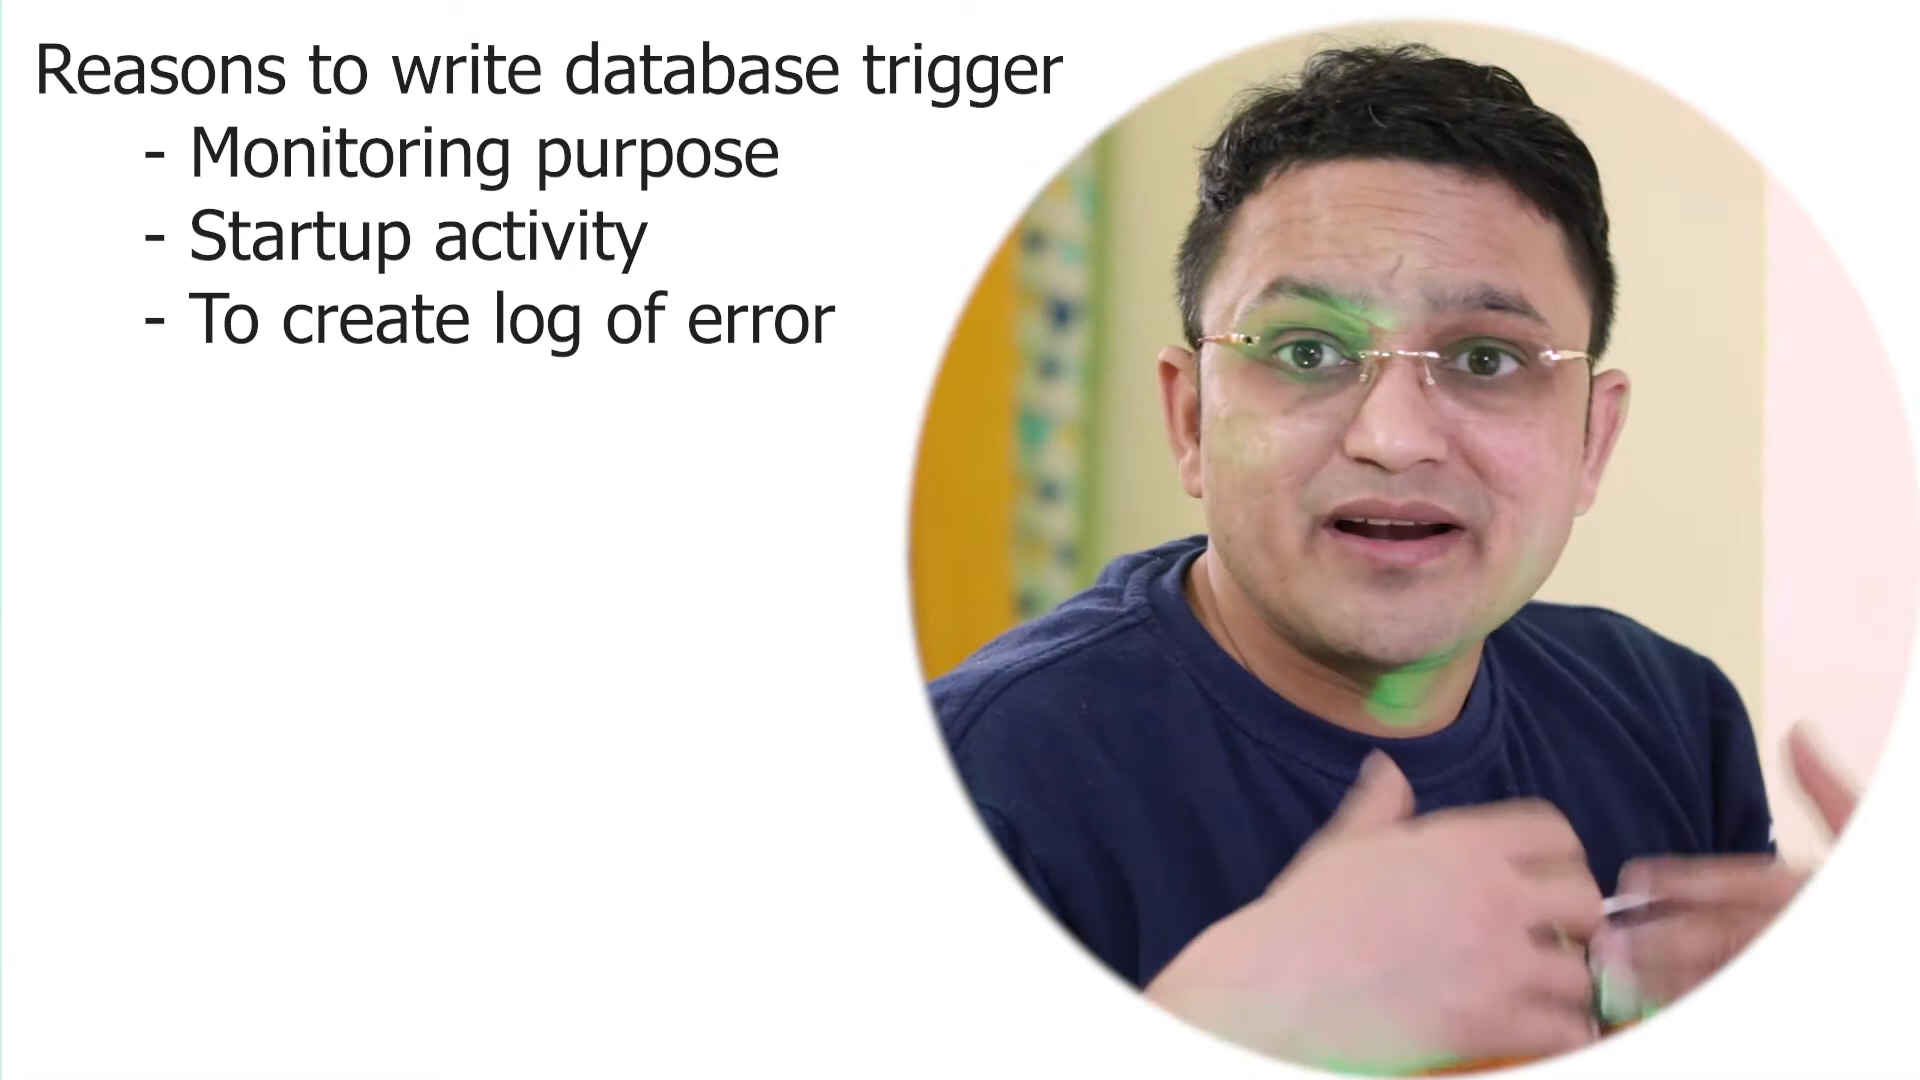 Reasons to write database trigger
- Monitoring purpose
- Startup activity
- To create log of error